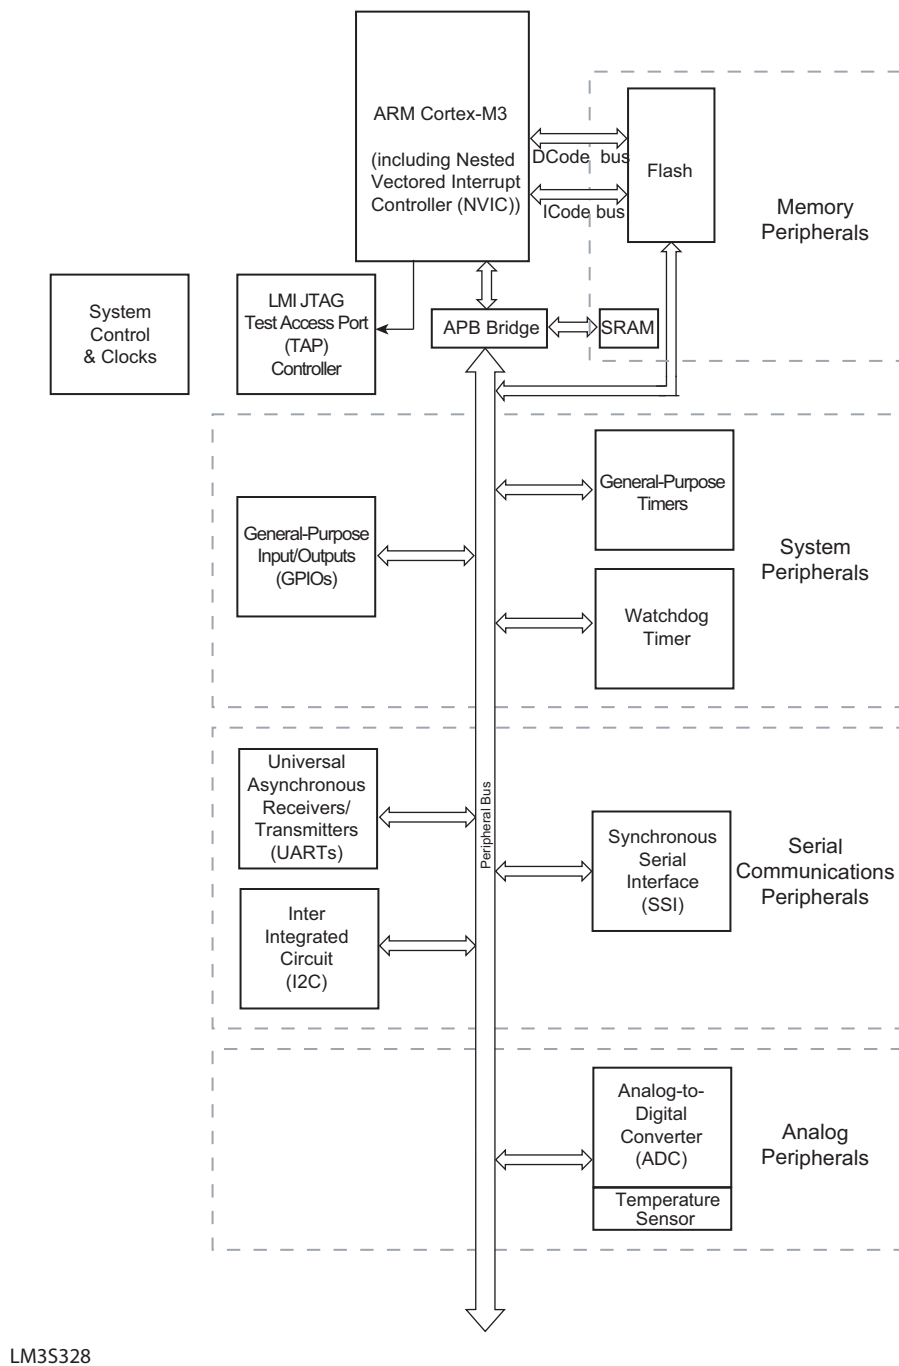 ARM Cortex-M3
(including Nested
Vectored Interrupt
Controller (NVIC))
DCode bus
ICode bus
Flash
Memory
Peripherals
System
Control
& Clocks
LMI JTAG
Test Access Port
(TAP)
Controller
APB Bridge
SRAM
General-Purpose
Input/Outputs
(GPIOs)
General-Purpose
Timers
Watchdog
Timer
System
Peripherals
Universal
Asynchronous
Receivers/
Transmitters
(UARTs)
Inter
Integrated
Circuit
(I2C)
Peripheral Bus
Synchronous
Serial
Interface
(SSI)
Serial
Communications
Peripherals
Analog-to-
Digital
Converter
(ADC)
Temperature
Sensor
Analog
Peripherals
LM3S328